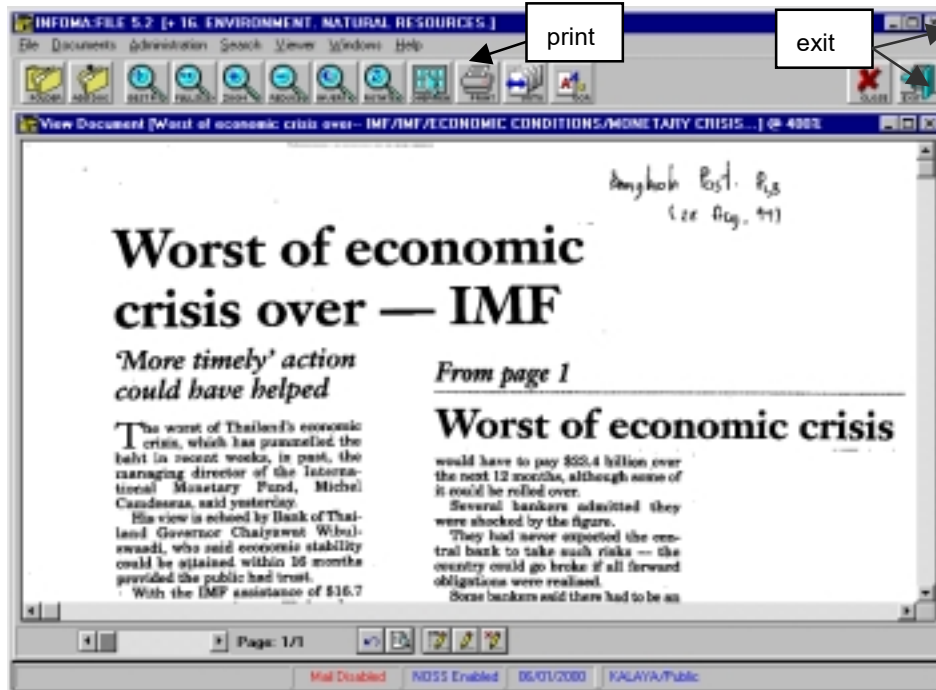 INFOMA:FILE 5.2 [+ 16. ENVIRONMENT. NATURAL RESOURCES.]
print
exit
File Documents Administration Search Viewer Windows Help
FOLDER
PRINT
CLOSE
EXIT
View Document [Worst of economic crisis over-- IMF/IMF/ECONOMIC CONDITIONS/MONETARY CRISIS...] @ 400%
Bangkok Post. P1,3
Worst of economic
crisis over — IMF
'More timely' action
could have helped
The worst of Thailand's economic
crisis, which has pummelled the
baht in recent weeks, is past, the
managing director of the Interna-
tional Monetary Fund, Michel
Camdessus, said yesterday.
His view is echoed by Bank of Thai-
land Governor Chaiyawat Wibul-
swasdi, who said economic stability
could be attained within 16 months
provided the public had trust.
With the IMF assistance of $16.7
From page 1
Worst of economic crisis
would have to pay $23.4 billion over
the next 12 months, although some of
it could be rolled over.
Several bankers admitted they
were shocked by the figure.
They had never expected the cen-
tral bank to take such risks — the
country could go broke if all forward
obligations were realised.
Some bankers said there had to be an
Page: 1/1
Mail Disabled NOSS Enabled 06/01/2000 KALAYA/Public